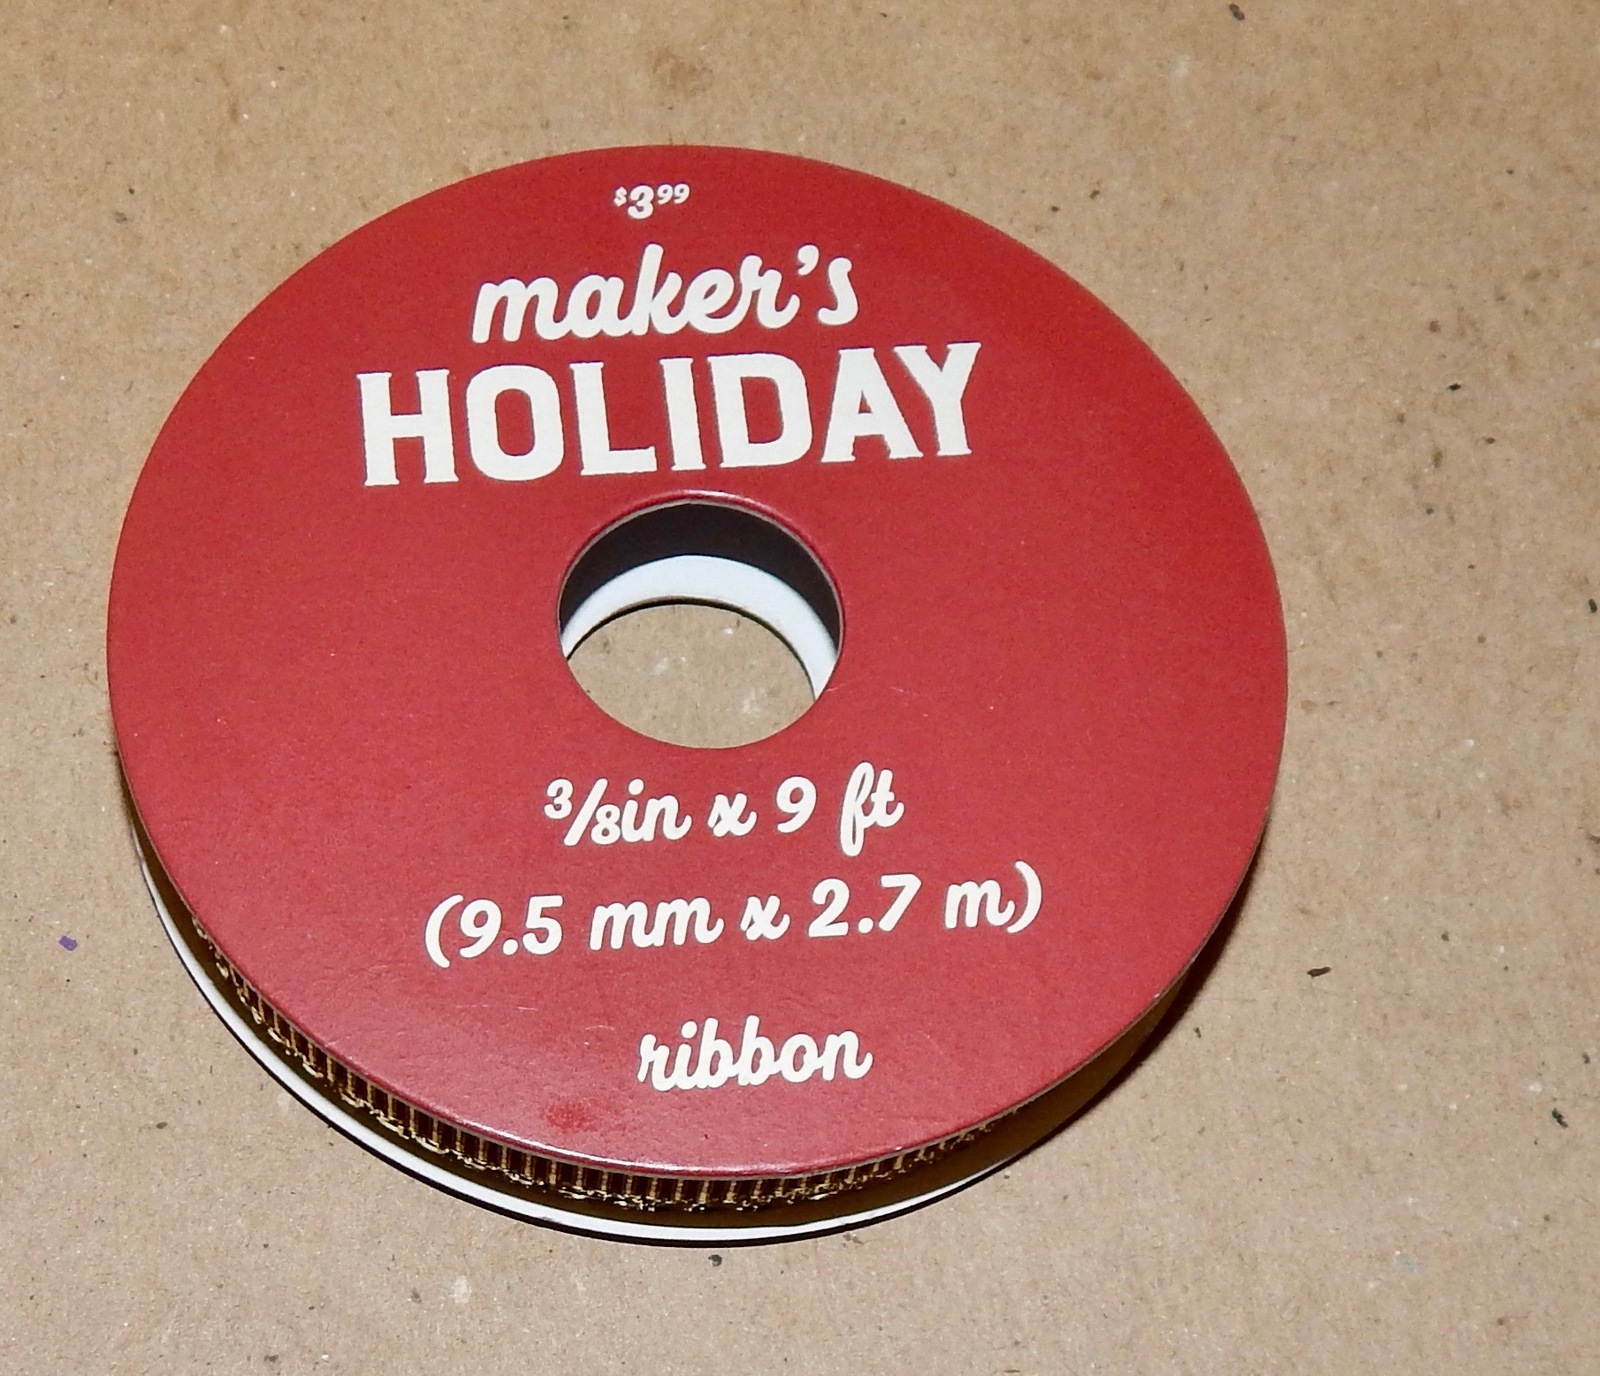 $3.99
maker's
HOLIDAY
3/8in x 9 ft
(9.5 mm x 2.7 m)
ribbon